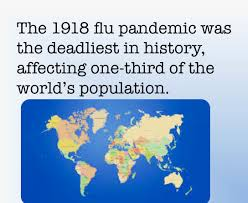 The 1918 flu pandemic was
the deadliest in history,
affecting one-third of the
world's population.